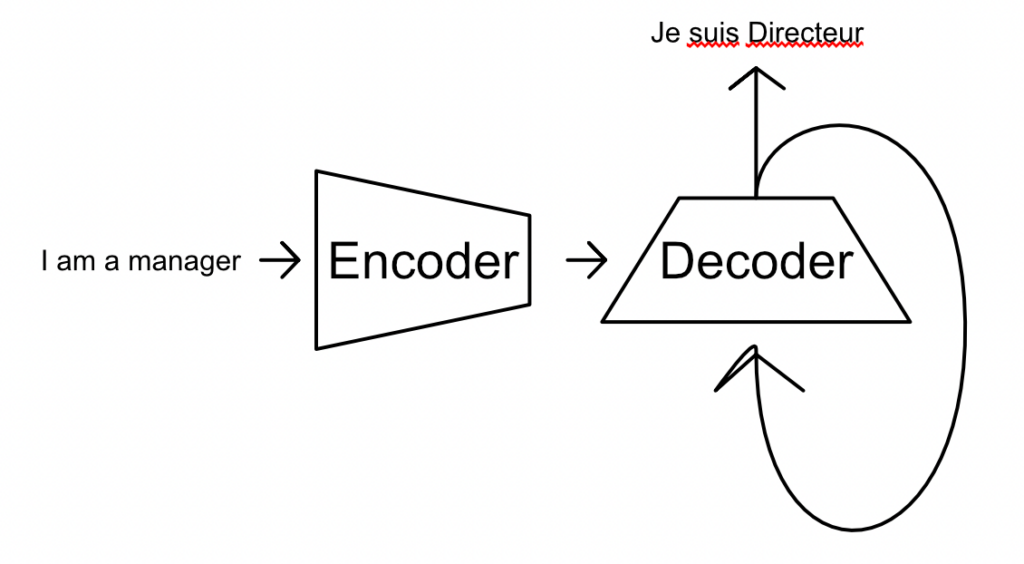 Je suis Directeur
I am a manager
Encoder
Decoder